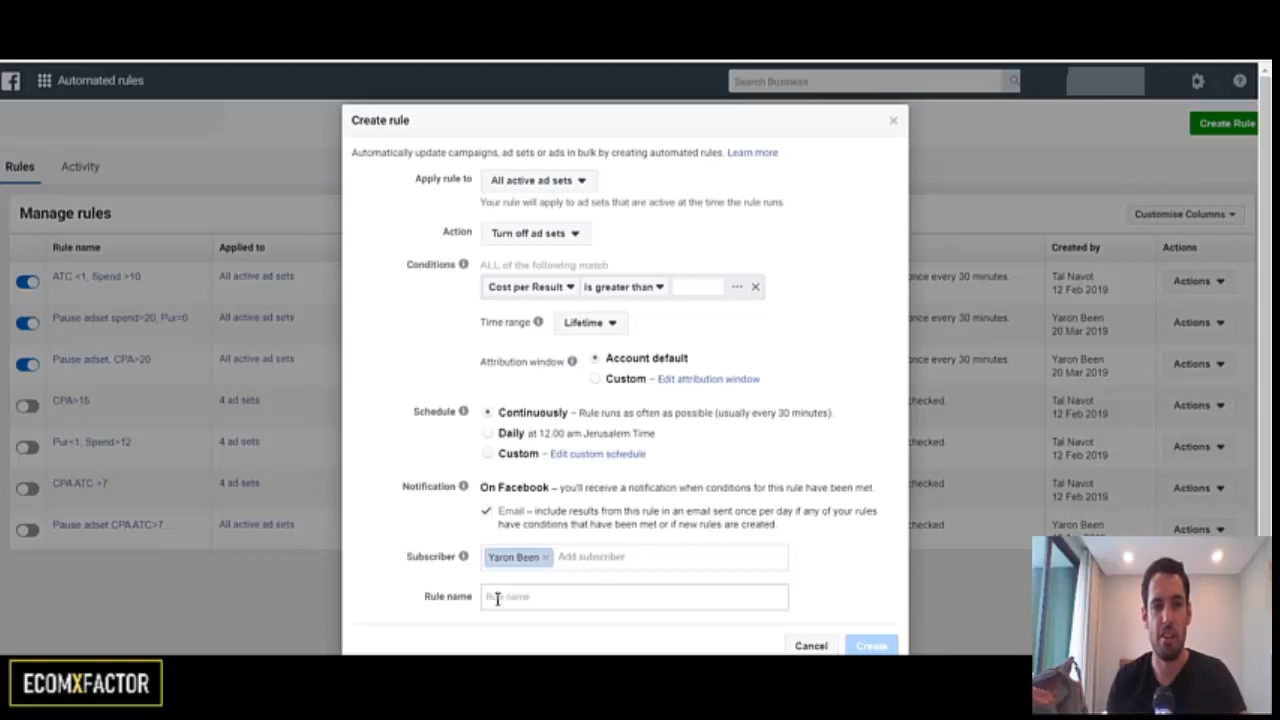 Automated rules
Search Business
Create Rule
Rules
Activity
Manage rules
Customise Columns
Rule name
Applied to
Created by
Actions
ATC <1, Spend >10
All active ad sets
once every 30 minutes.
Tal Navot
12 Feb 2019
Actions
Pause adset spend=20, Pur=0
All active ad sets
once every 30 minutes.
Yaron Been
20 Mar 2019
Actions
Pause adset, CPA>20
All active ad sets
once every 30 minutes.
Yaron Been
20 Mar 2019
Actions
CPA>15
4 ad sets
checked.
Tal Navot
12 Feb 2019
Actions
Pur<1, Spend>12
4 ad sets
checked.
Tal Navot
12 Feb 2019
Actions
CPA ATC >7
4 ad sets
checked.
Tal Navot
12 Feb 2019
Actions
Pause adset CPA ATC>7...
All active ad sets
checked.
Yaron Been
Actions
Create rule
Automatically update campaigns, ad sets or ads in bulk by creating automated rules. Learn more
Apply rule to
All active ad sets
Your rule will apply to ad sets that are active at the time the rule runs.
Action
Turn off ad sets
Conditions
ALL of the following match
Cost per Result is greater than
Time range
Lifetime
Attribution window
Account default
Custom – Edit attribution window
Schedule
Continuously – Rule runs as often as possible (usually every 30 minutes).
Daily at 12.00 am Jerusalem Time
Custom – Edit custom schedule
Notification
On Facebook – you'll receive a notification when conditions for this rule have been met.
Email – include results from this rule in an email sent once per day if any of your rules
have conditions that have been met or if new rules are created.
Subscriber
Yaron Been
Add subscriber
Rule name
Rule name
Cancel
Create
ECOMXFACTOR